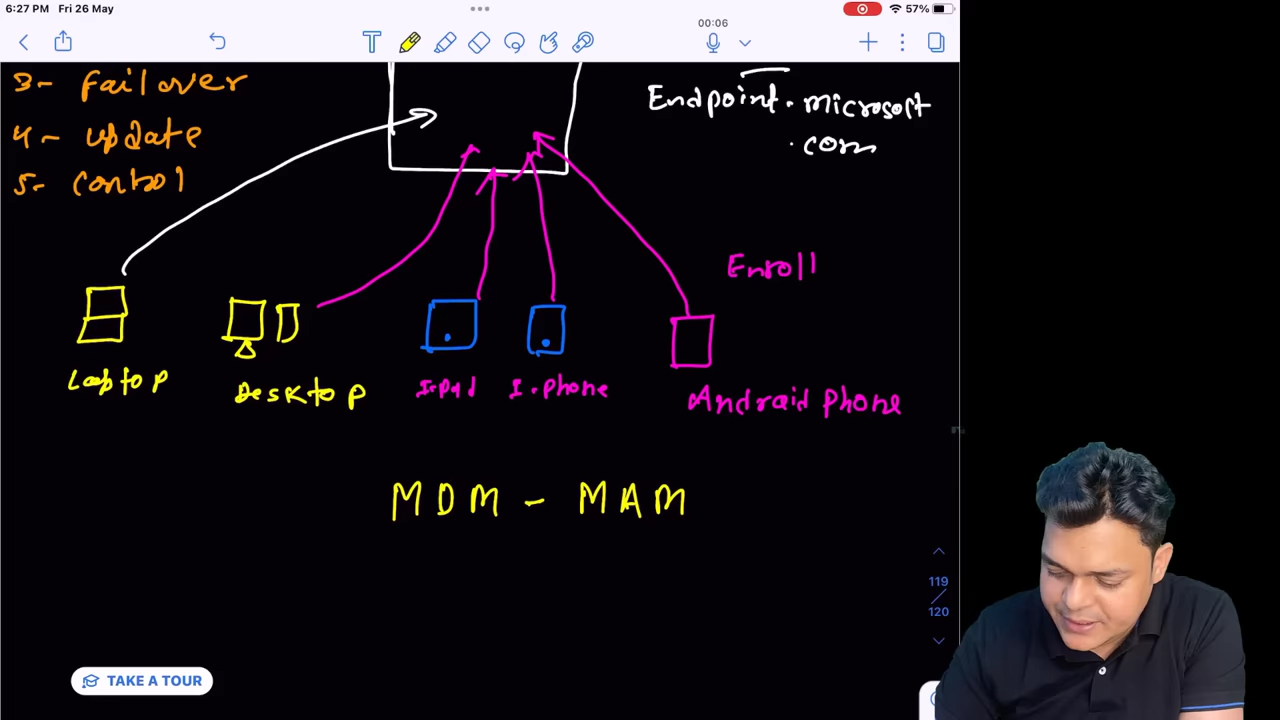 6:27 PM Fri 26 May
57%
00:06
T
3- Failover
4- update
5- control
Endpoint.microsoft
.com
Enroll
Laptop
Desktop
I-Pad
I-phone
Android phone
MDM - MAM
119
120
TAKE A TOUR